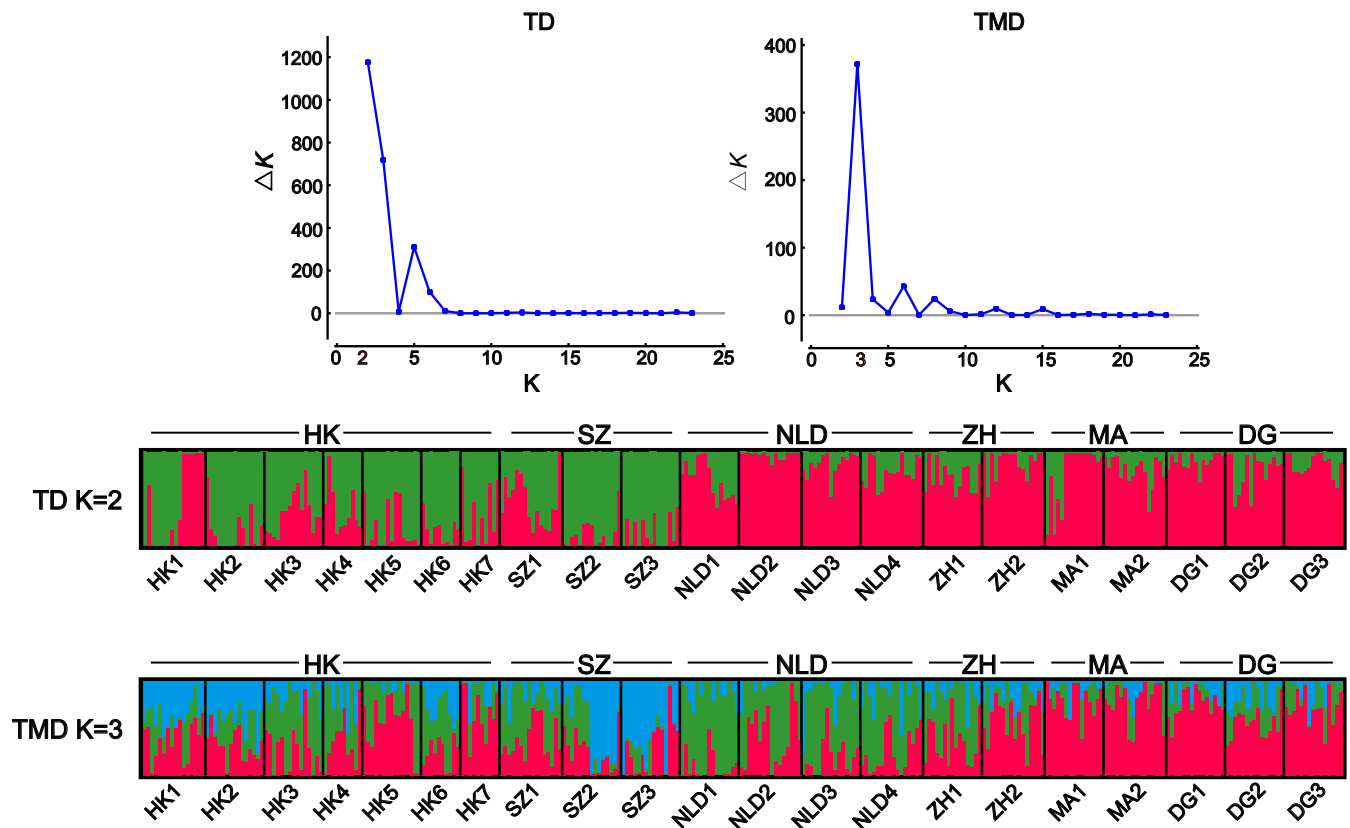 TD
1200
1000
800
600
400
200
0
△K
0 2 5 10 15 20 25
K
TMD
400
300
200
100
0
△K
0 3 5 10 15 20 25
K
HK SZ NLD ZH MA DG
TD K=2
HK1 HK2 HK3 HK4 HK5 HK6 HK7 SZ1 SZ2 SZ3 NLD1 NLD2 NLD3 NLD4 ZH1 ZH2 MA1 MA2 DG1 DG2 DG3
HK SZ NLD ZH MA DG
TMD K=3
HK1 HK2 HK3 HK4 HK5 HK6 HK7 SZ1 SZ2 SZ3 NLD1 NLD2 NLD3 NLD4 ZH1 ZH2 MA1 MA2 DG1 DG2 DG3